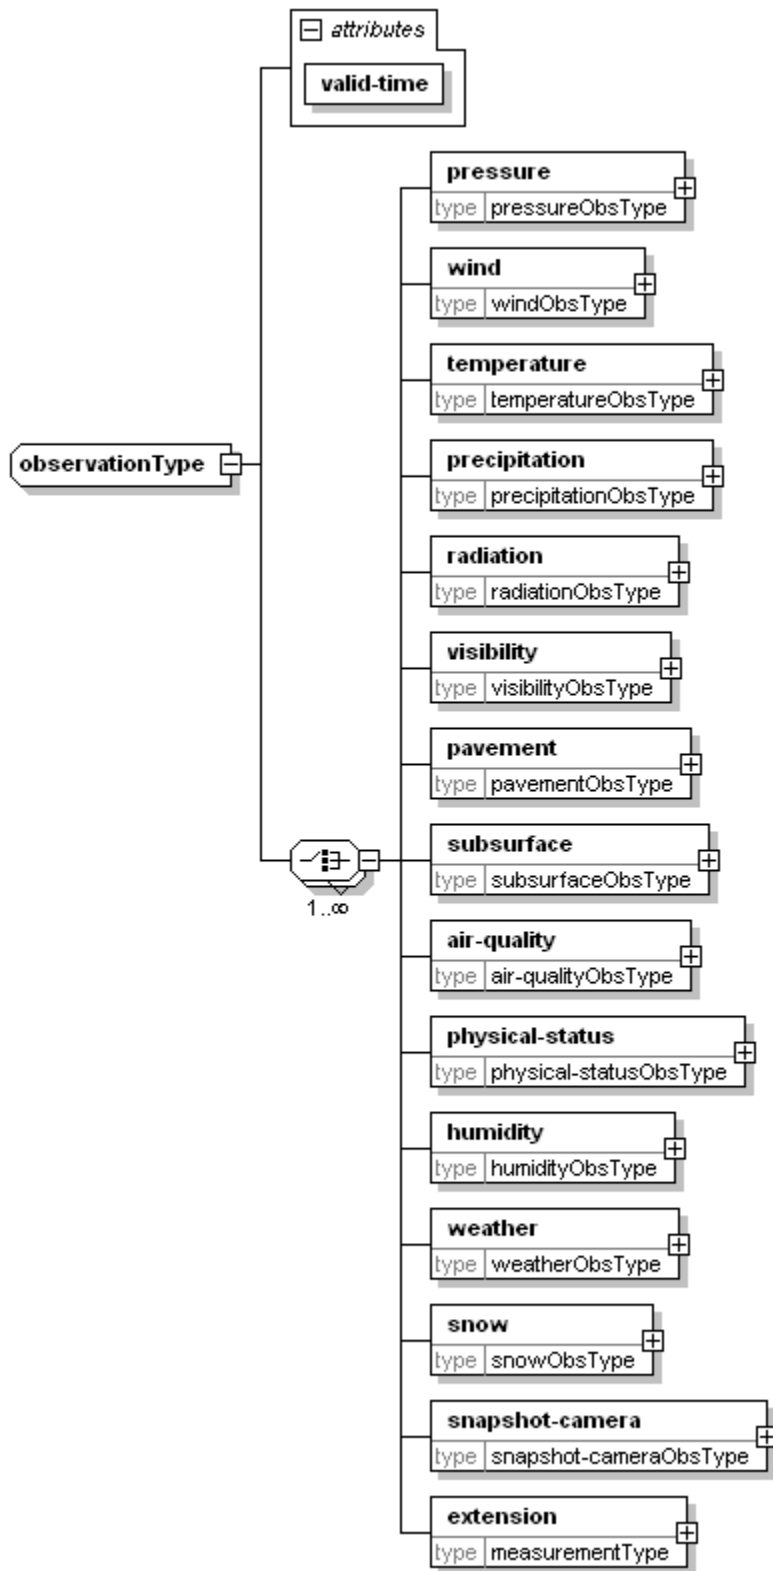 attributes
valid-time
pressure
type pressureObsType
wind
type windObsType
temperature
type temperatureObsType
observationType
precipitation
type precipitationObsType
radiation
type radiationObsType
visibility
type visibilityObsType
pavement
type pavementObsType
subsurface
type subsurfaceObsType
1..∞
air-quality
type air-qualityObsType
physical-status
type physical-statusObsType
humidity
type humidityObsType
weather
type weatherObsType
snow
type snowObsType
snapshot-camera
type snapshot-cameraObsType
extension
type measurementType